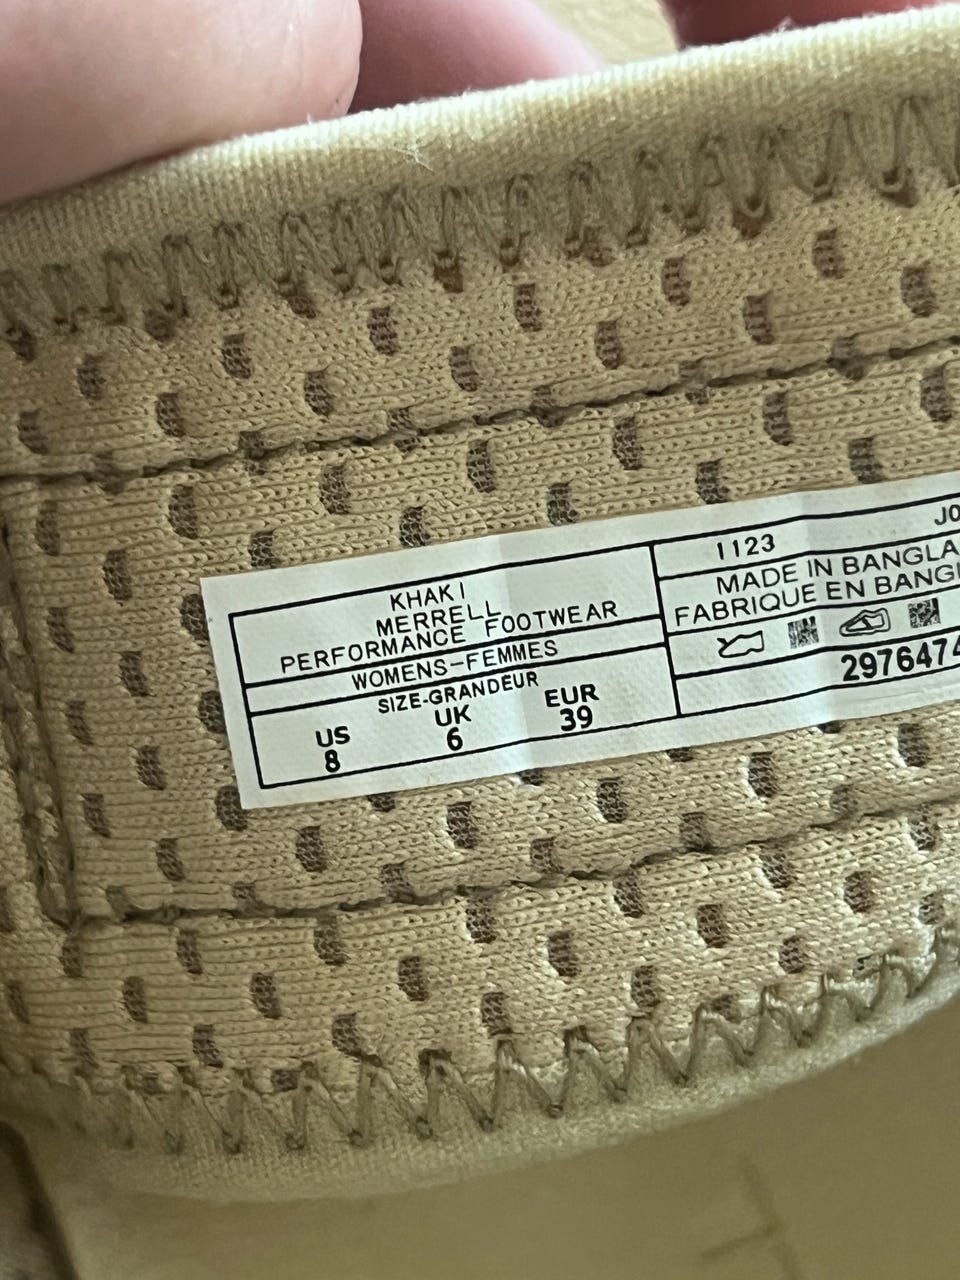 KHAKI
MERRELL
PERFORMANCE FOOTWEAR
WOMENS-FEMMES
SIZE-GRANDEUR
US UK EUR
8 6 39
1123 JO
MADE IN BANGLA
FABRIQUE EN BANGL
2976474